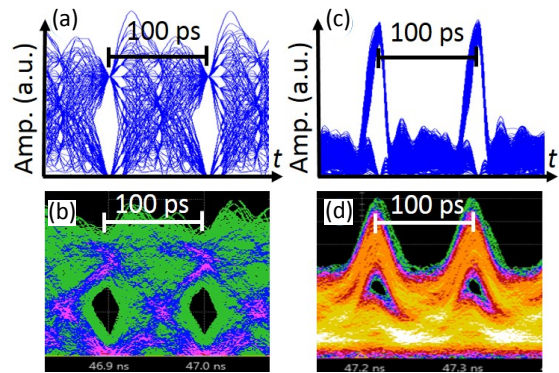 (a)
100 ps
Amp. (a.u.)
t
(c)
100 ps
Amp. (a.u.)
t
(b)
100 ps
46.9 ns
47.0 ns
(d)
100 ps
47.2 ns
47.3 ns